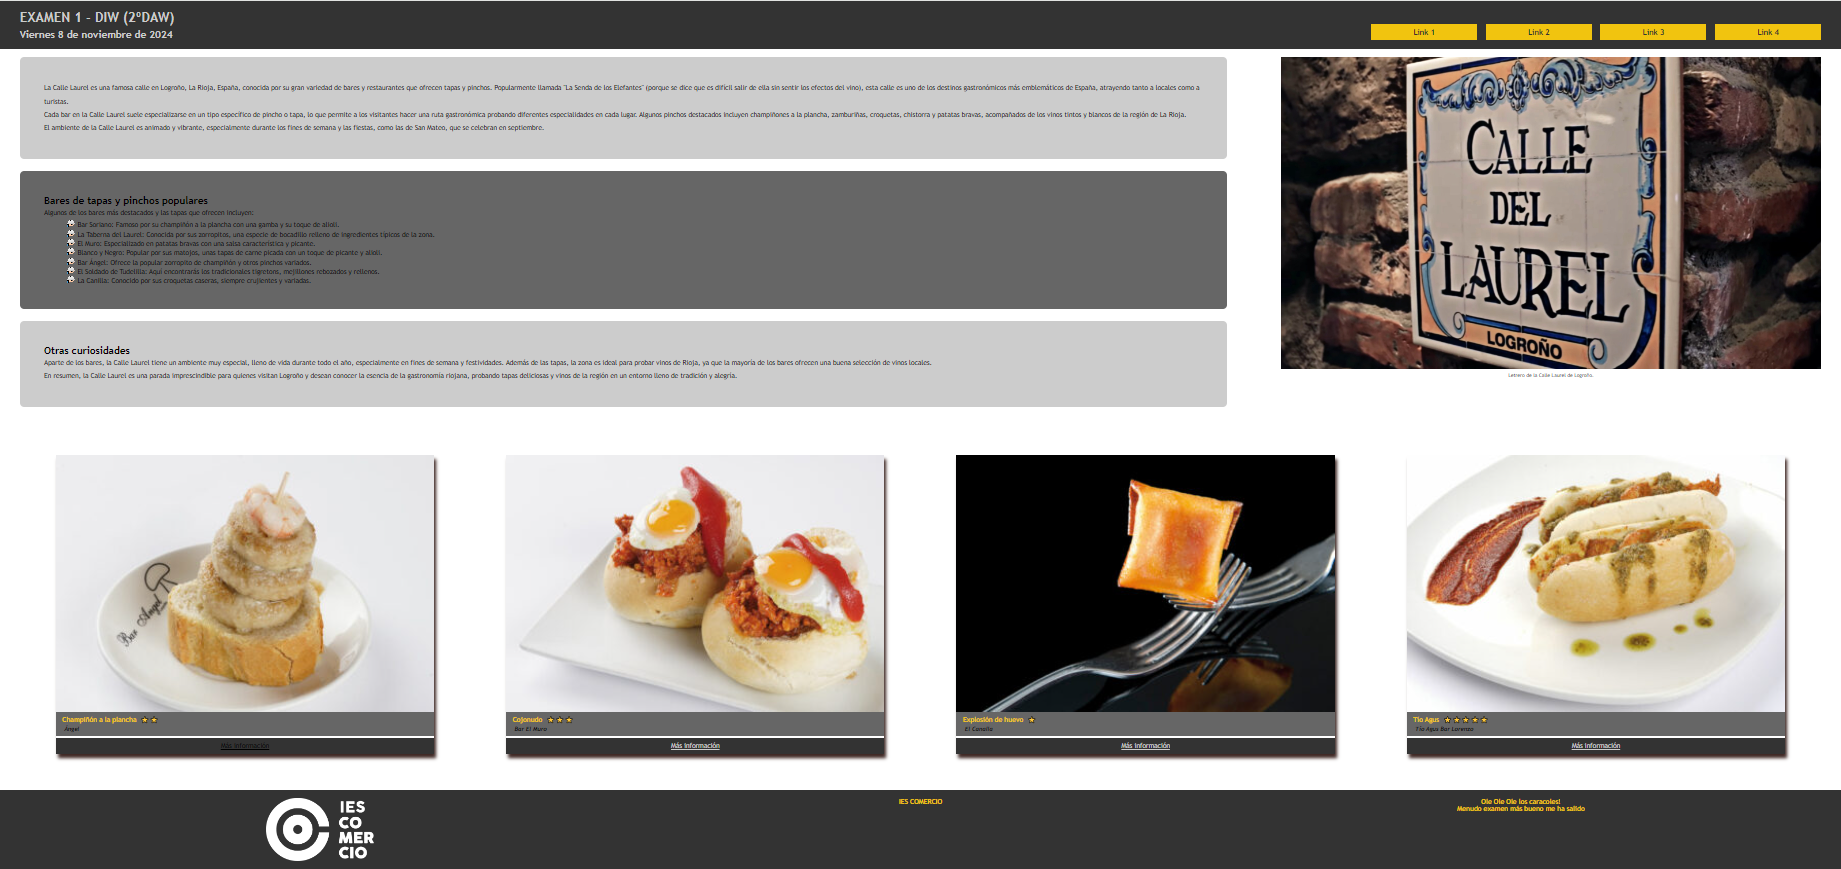 EXAMEN 1 - DIW (2ºDAW)
Viernes 8 de noviembre de 2024
Link 1
Link 2
Link 3
Link 4
La Calle Laurel es una famosa calle en Logroño, La Rioja, España, conocida por su gran variedad de bares y restaurantes que ofrecen tapas y pinchos. Popularmente llamada "La Senda de los Elefantes" (porque se dice que es difícil salir de ella sin sentir los efectos del vino), esta calle es uno de los destinos gastronómicos más emblemáticos de España, atrayendo tanto a locales como a
turistas.
Cada bar en la Calle Laurel suele especializarse en un tipo específico de pincho o tapa, lo que permite a los visitantes hacer una ruta gastronómica probando diferentes especialidades en cada lugar. Algunos pinchos destacados incluyen champiñones a la plancha, zamburiñas, croquetas, chistorra y patatas bravas, acompañados de los vinos tintos y blancos de la región de La Rioja.
El ambiente de la Calle Laurel es animado y vibrante, especialmente durante los fines de semana y las fiestas, como las de San Mateo, que se celebran en septiembre.
Bares de tapas y pinchos populares
Algunos de los bares más destacados y las tapas que ofrecen incluyen:
Bar Soriano: Famoso por su champiñón a la plancha con una gamba y su toque de alioli.
La Taberna del Laurel: Conocida por sus zorropitos, una especie de bocadillo relleno de ingredientes típicos de la zona.
El Muro: Especializado en patatas bravas con una salsa característica y picante.
Blanco y Negro: Popular por sus matojos, unas tapas de carne picada con un toque de picante y alioli.
Bar Ángel: Ofrece la popular zorropito de champiñón y otros pinchos variados.
El Soldado de Tudelilla: Aquí encontrarás los tradicionales tigretons, mejillones rebozados y rellenos.
La Canilla: Conocido por sus croquetas caseras, siempre crujientes y variadas.
Otras curiosidades
Aparte de los bares, la Calle Laurel tiene un ambiente muy especial, lleno de vida durante todo el año, especialmente en fines de semana y festividades. Además de las tapas, la zona es ideal para probar vinos de Rioja, ya que la mayoría de los bares ofrecen una buena selección de vinos locales.
En resumen, la Calle Laurel es una parada imprescindible para quienes visitan Logroño y desean conocer la esencia de la gastronomía riojana, probando tapas deliciosas y vinos de la región en un entorno lleno de tradición y alegría.
CALLE
DEL
LAUREL
LOGROÑO
Letrero de la Calle Laurel de Logroño.
Bar Angel
Champiñón a la plancha
Ángel
Más información
Cojonudo
Bar El Muro
Más información
Explosión de huevo
El Canalla
Más información
Tío Agus
Tío Agus Bar Lorenzo
Más información
IES
CO
MER
CIO
IES COMERCIO
Ole Ole Ole los caracoles!
Menudo examen más bueno me ha salido